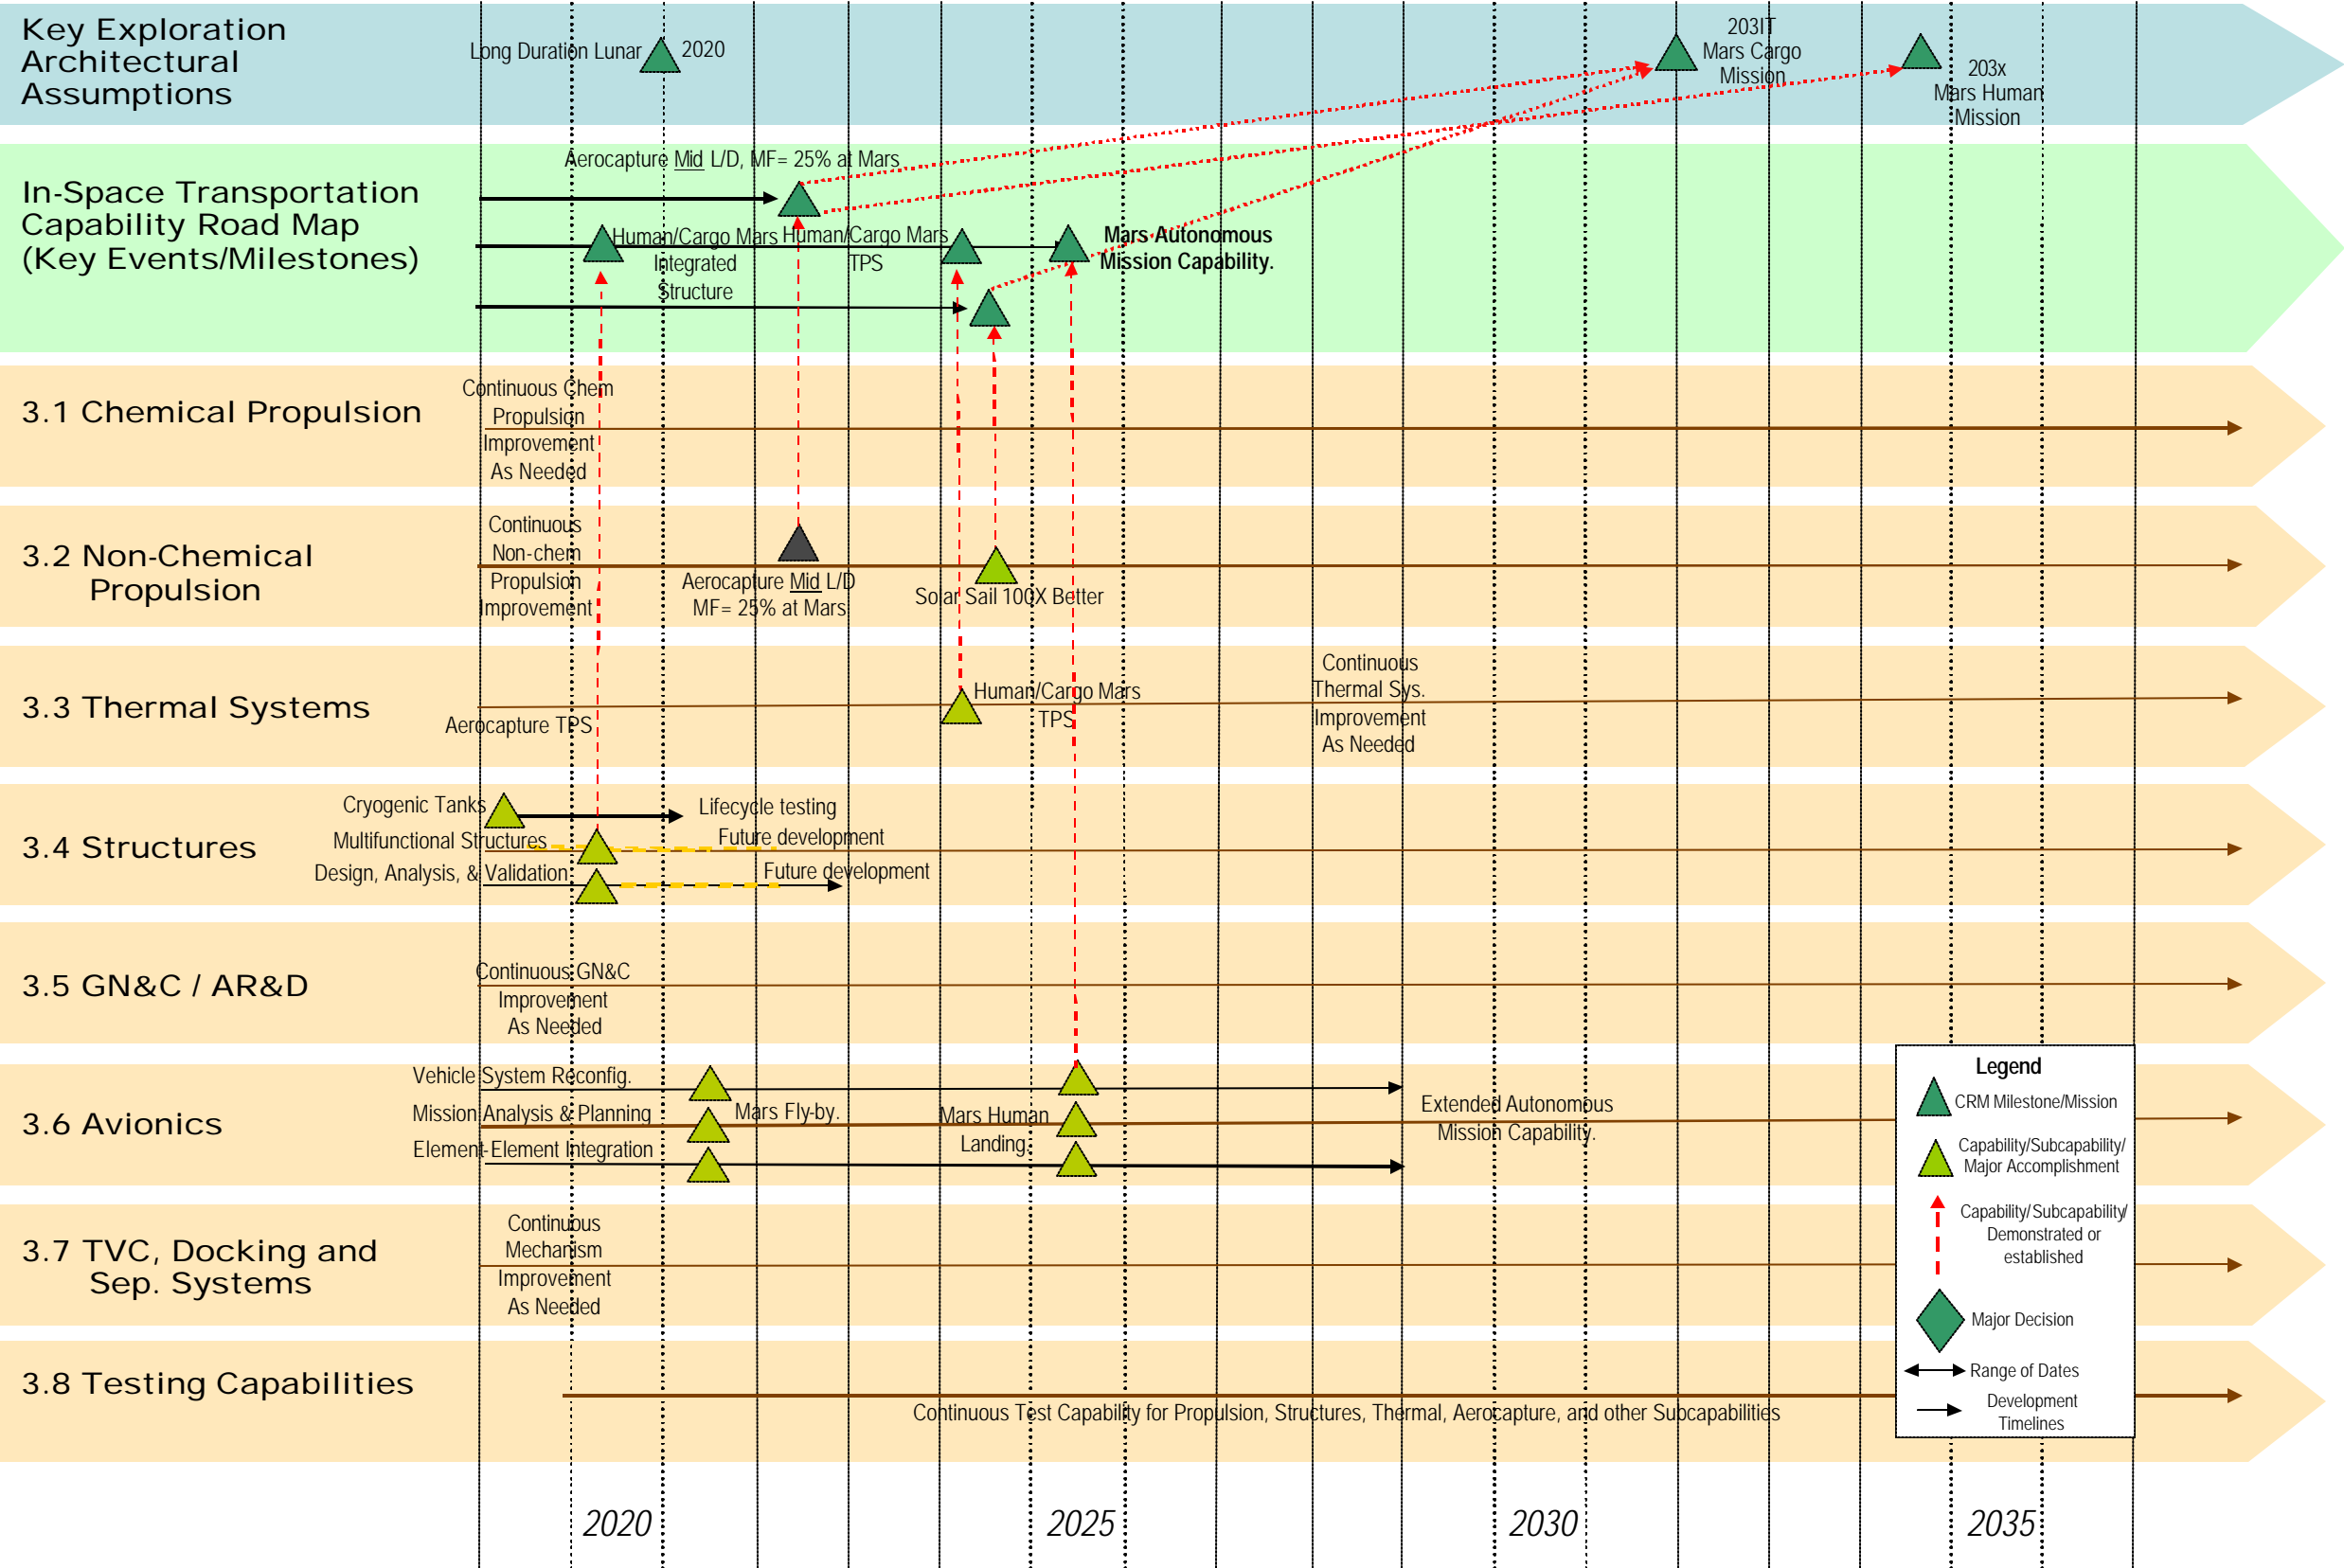 Key Exploration
Architectural
Assumptions
Long Duration Lunar
2020
203IT
Mars Cargo
Mission
203x
Mars Human
Mission
In-Space Transportation
Capability Road Map
(Key Events/Milestones)
Aerocapture Mid L/D, MF= 25% at Mars
Human/Cargo Mars
Integrated
Structure
Human/Cargo Mars
TPS
Mars Autonomous
Mission Capability.
3.1 Chemical Propulsion
Continuous Chem
Propulsion
Improvement
As Needed
3.2 Non-Chemical
Propulsion
Continuous
Non-chem
Propulsion
Improvement
Aerocapture Mid L/D
MF= 25% at Mars
Solar Sail 100X Better
3.3 Thermal Systems
Aerocapture TPS
Human/Cargo Mars
TPS
Continuous
Thermal Sys.
Improvement
As Needed
3.4 Structures
Cryogenic Tanks
Lifecycle testing
Multifunctional Structures
Future development
Design, Analysis, & Validation
Future development
3.5 GN&C / AR&D
Continuous GN&C
Improvement
As Needed
3.6 Avionics
Vehicle System Reconfig.
Mission Analysis & Planning
Element-Element Integration
Mars Fly-by.
Mars Human
Landing.
Extended Autonomous
Mission Capability.
3.7 TVC, Docking and
Sep. Systems
Continuous
Mechanism
Improvement
As Needed
3.8 Testing Capabilities
Continuous Test Capability for Propulsion, Structures, Thermal, Aerocapture, and other Subcapabilities
Legend
CRM Milestone/Mission
Capability/Subcapability/
Major Accomplishment
Capability/Subcapability/
Demonstrated or
established
Major Decision
Range of Dates
Development
Timelines
2020
2025
2030
2035